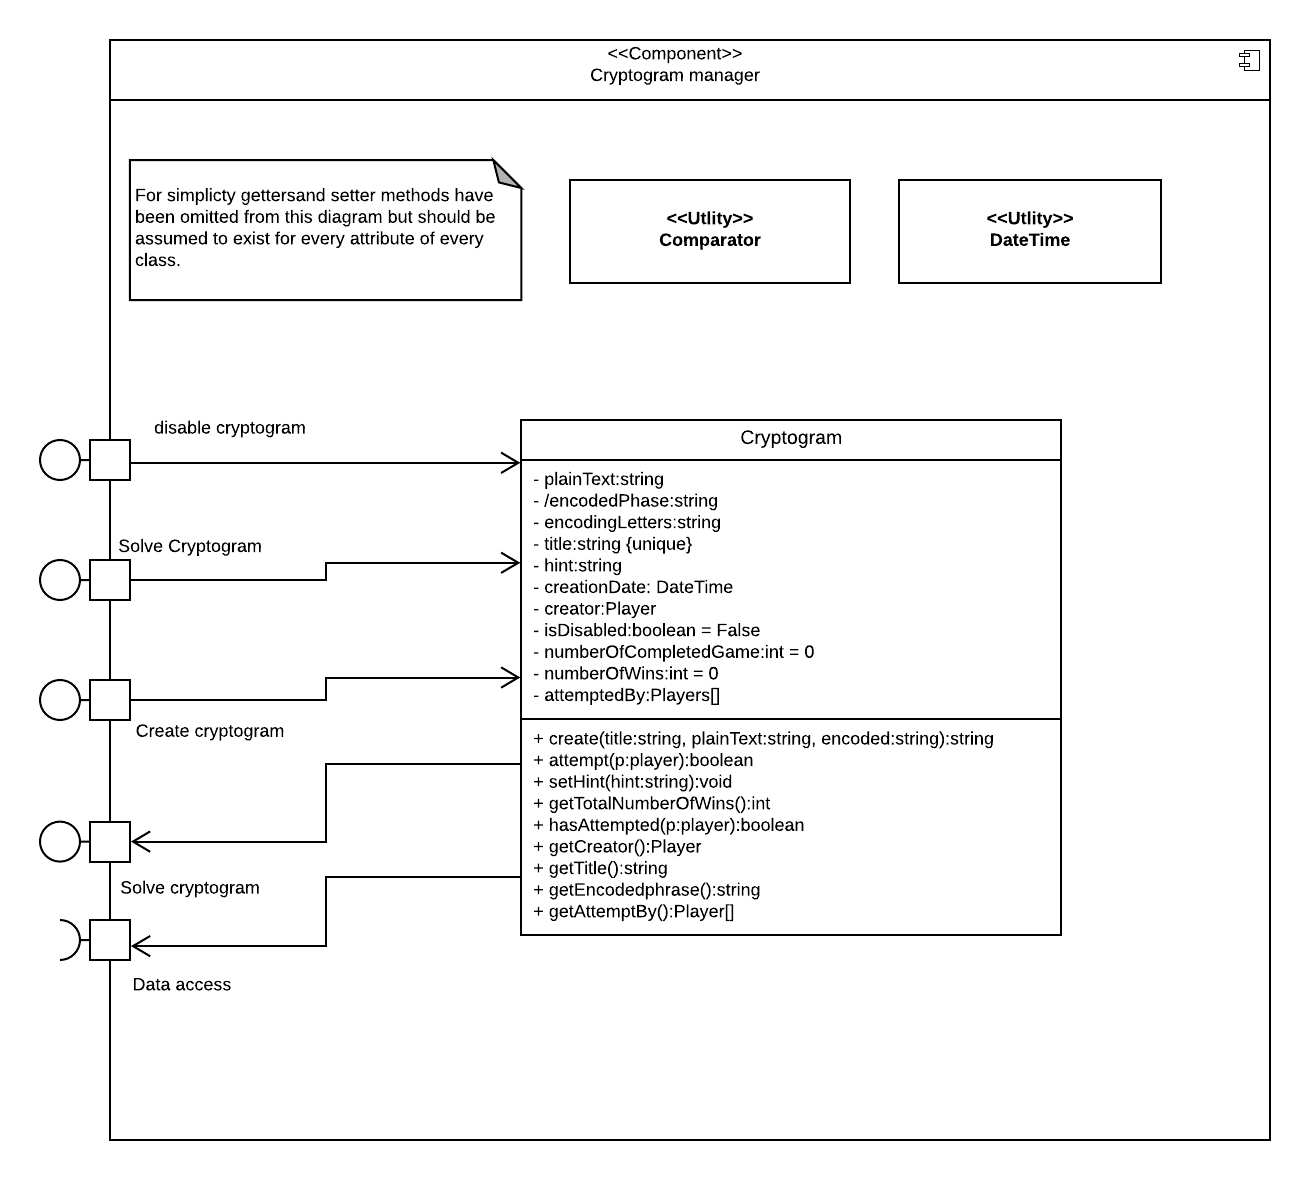 <<Component>>
Cryptogram manager
For simplicty gettersand setter methods have
been omitted from this diagram but should be
assumed to exist for every attribute of every
class.
<<Utlity>>
Comparator
<<Utlity>>
DateTime
disable cryptogram
Solve Cryptogram
Create cryptogram
Solve cryptogram
Data access
Cryptogram
- plainText:string
- /encodedPhase:string
- encodingLetters:string
- title:string {unique}
- hint:string
- creationDate: DateTime
- creator:Player
- isDisabled:boolean = False
- numberOfCompletedGame:int = 0
- numberOfWins:int = 0
- attemptedBy:Players[]
+ create(title:string, plainText:string, encoded:string):string
+ attempt(p:player):boolean
+ setHint(hint:string):void
+ getTotalNumberOfWins():int
+ hasAttempted(p:player):boolean
+ getCreator():Player
+ getTitle():string
+ getEncodedphrase():string
+ getAttemptBy():Player[]